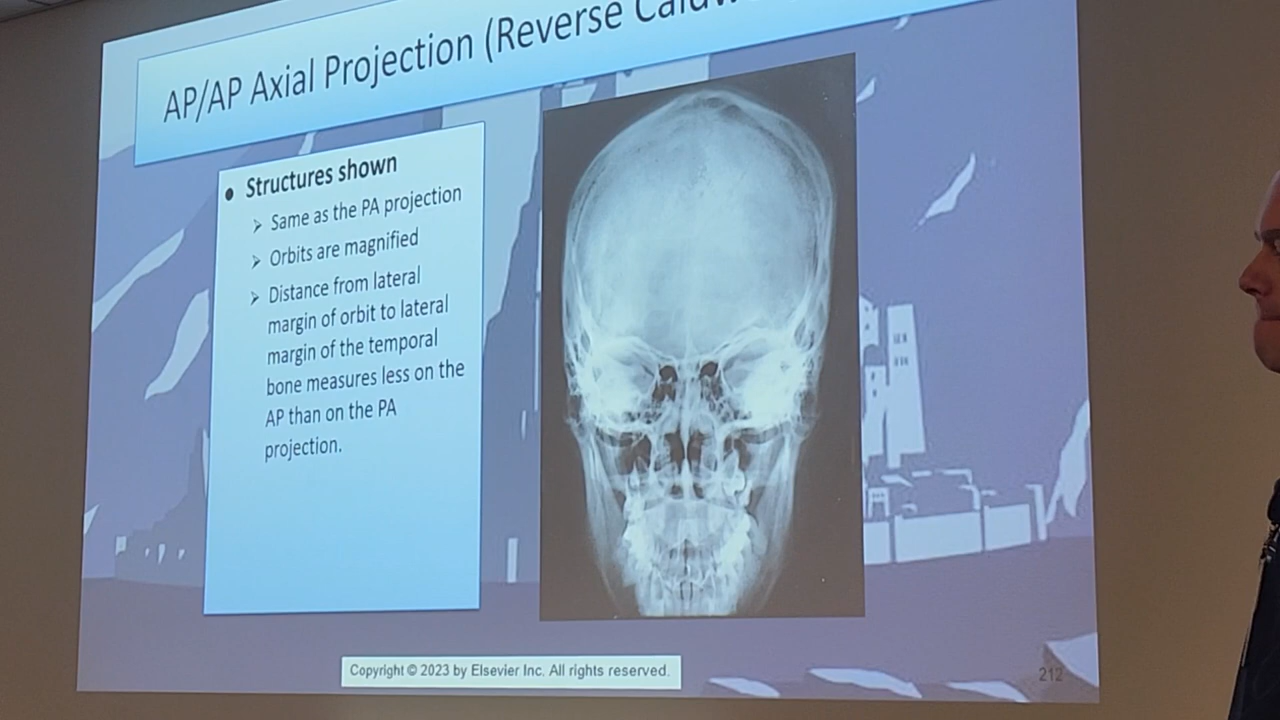 AP/AP Axial Projection (Reverse
• Structures shown
➢ Same as the PA projection
➢ Orbits are magnified
➢ Distance from lateral
margin of orbit to lateral
margin of the temporal
bone measures less on the
AP than on the PA
projection.
Copyright © 2023 by Elsevier Inc. All rights reserved.
212